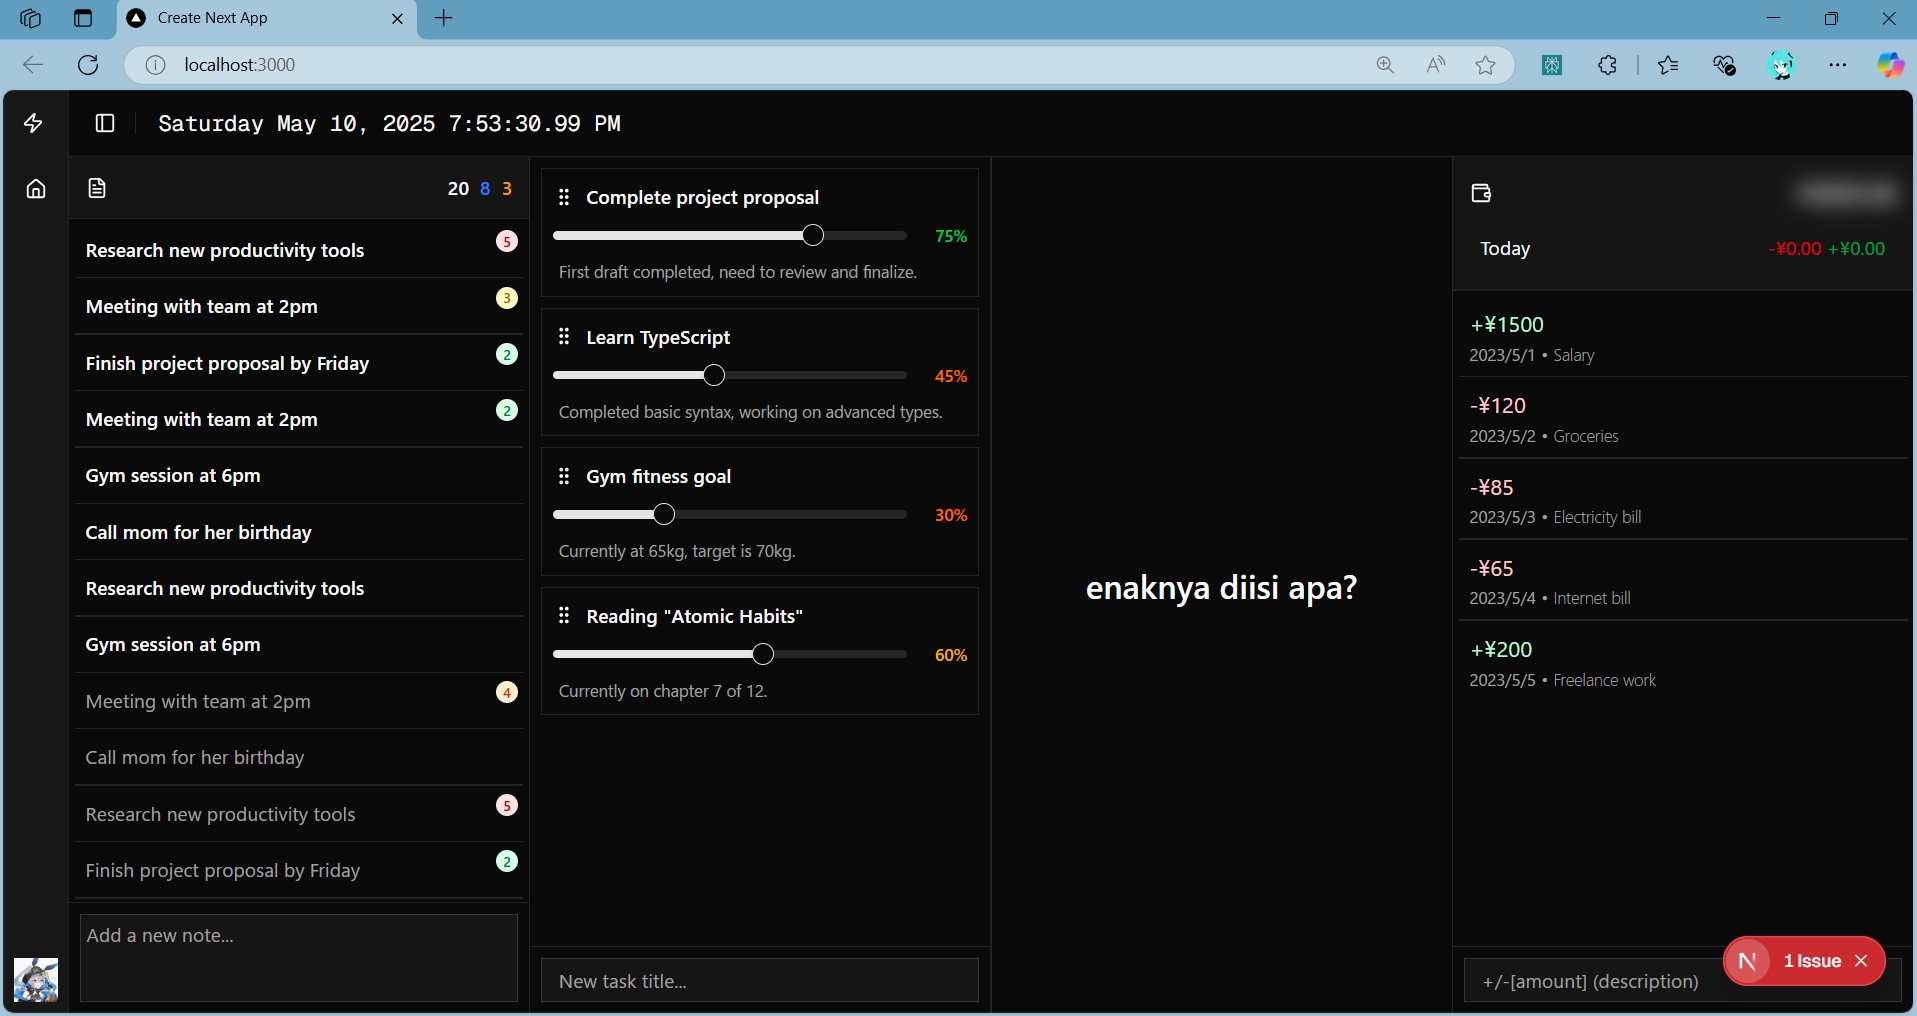 Create Next App
localhost:3000
Saturday May 10, 2025 7:53:30.99 PM
20 8 3
Research new productivity tools 5
Meeting with team at 2pm 3
Finish project proposal by Friday 2
Meeting with team at 2pm 2
Gym session at 6pm
Call mom for her birthday
Research new productivity tools
Gym session at 6pm
Meeting with team at 2pm 4
Call mom for her birthday
Research new productivity tools 5
Finish project proposal by Friday 2
Add a new note...
Complete project proposal
75%
First draft completed, need to review and finalize.
Learn TypeScript
45%
Completed basic syntax, working on advanced types.
Gym fitness goal
30%
Currently at 65kg, target is 70kg.
Reading "Atomic Habits"
60%
Currently on chapter 7 of 12.
New task title...
enaknya diisi apa?
Today -¥0.00 +¥0.00
+¥1500
2023/5/1 • Salary
-¥120
2023/5/2 • Groceries
-¥85
2023/5/3 • Electricity bill
-¥65
2023/5/4 • Internet bill
+¥200
2023/5/5 • Freelance work
N 1 Issue
+/-[amount] (description)